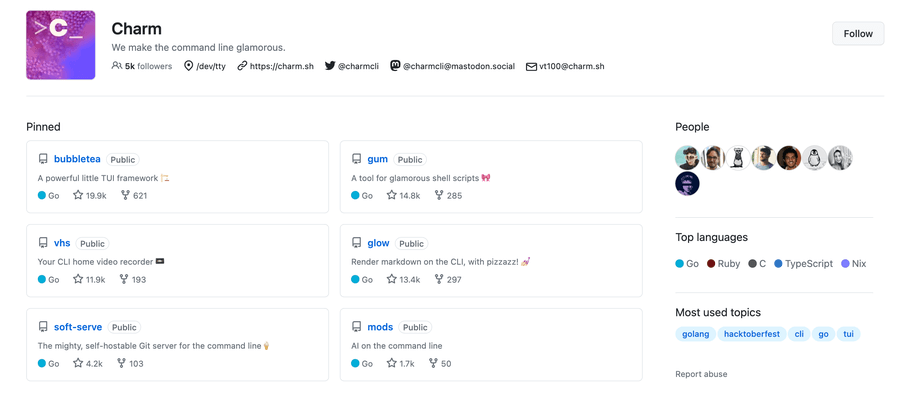 >C_
Charm
We make the command line glamorous.
5k followers /dev/tty https://charm.sh @charmcli @charmcli@mastodon.social vt100@charm.sh
Follow
Pinned
bubbletea Public
A powerful little TUI framework
Go 19.9k 621
gum Public
A tool for glamorous shell scripts
Go 14.8k 285
vhs Public
Your CLI home video recorder
Go 11.9k 193
glow Public
Render markdown on the CLI, with pizzazz!
Go 13.4k 297
soft-serve Public
The mighty, self-hostable Git server for the command line
Go 4.2k 103
mods Public
AI on the command line
Go 1.7k 50
People
Top languages
Go Ruby C TypeScript Nix
Most used topics
golang hacktoberfest cli go tui
Report abuse